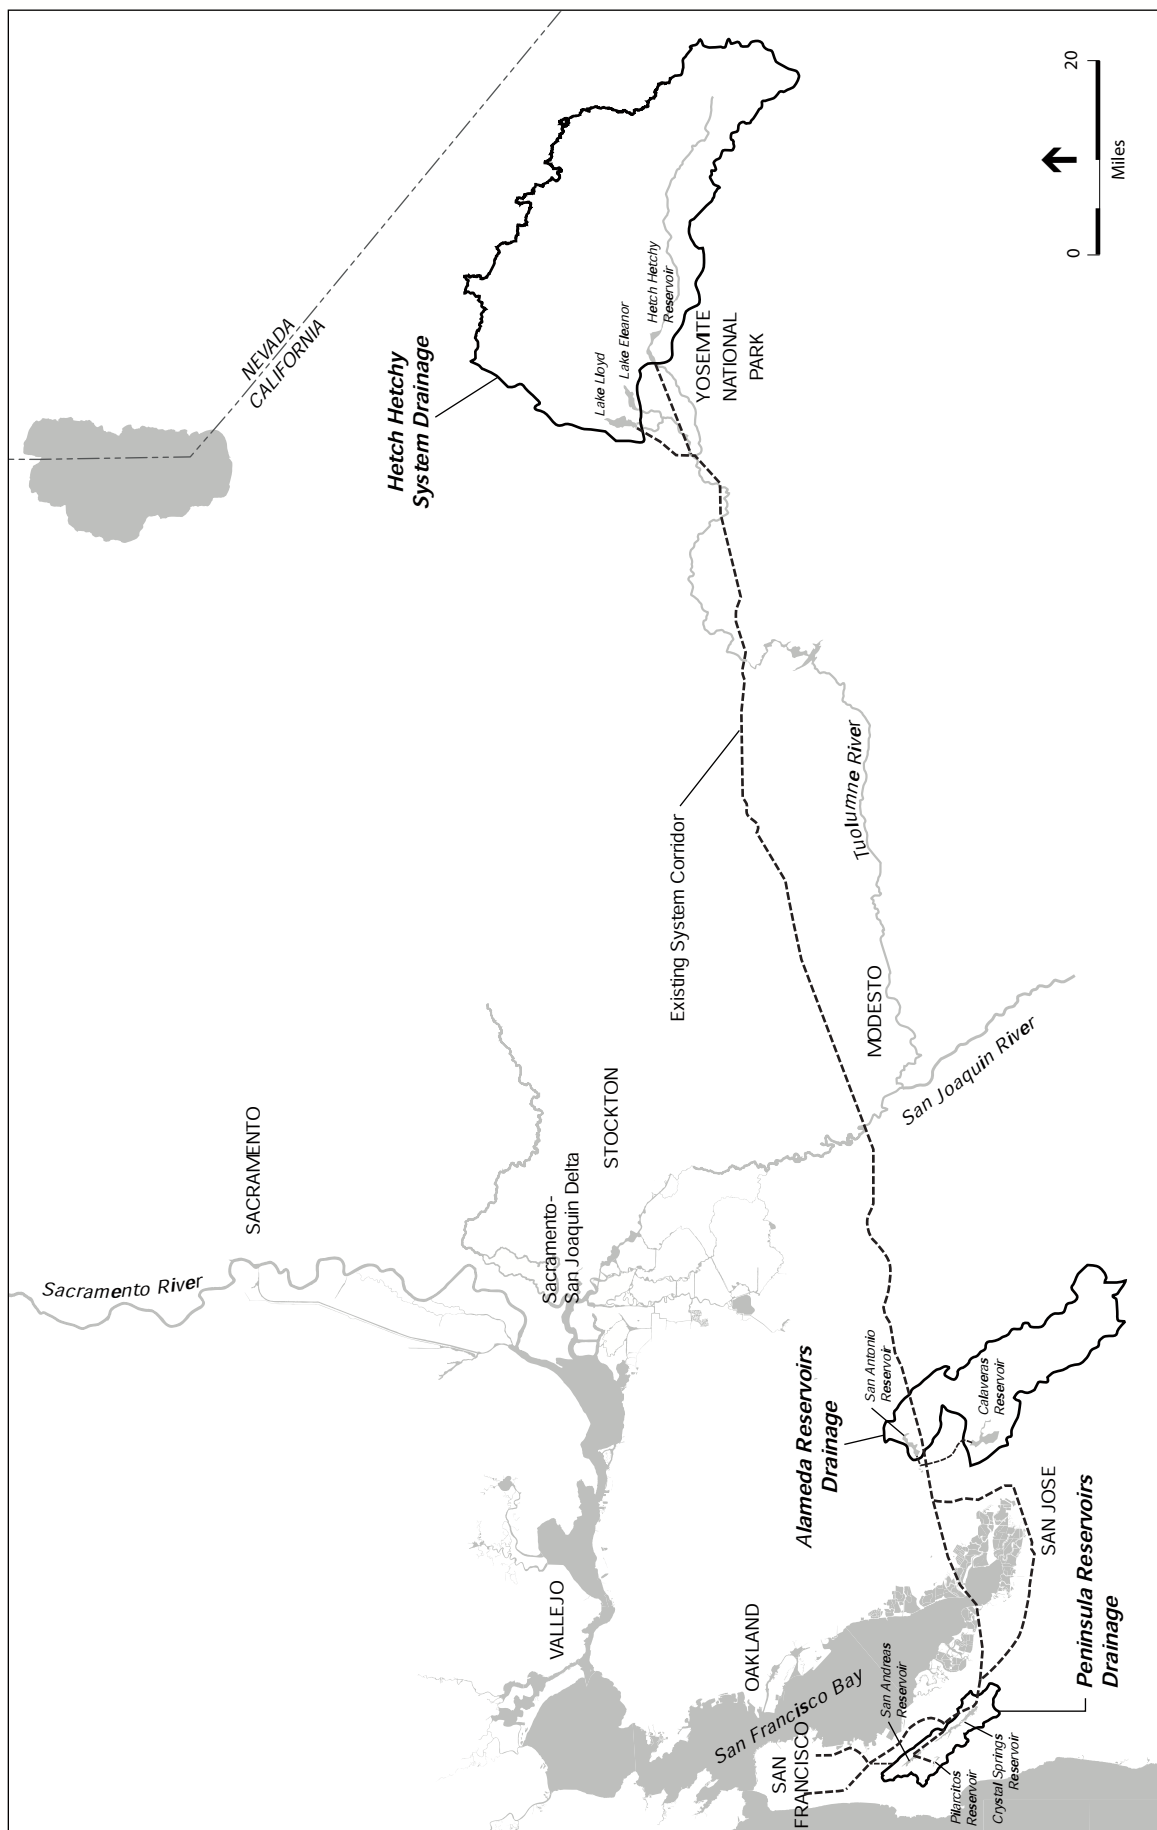 NEVADA
CALIFORNIA
Hetch Hetchy
System Drainage
Lake Lloyd
Lake Eleanor
Hetch Hetchy
Reservoir
YOSEMITE
NATIONAL
PARK
0
20
Miles
Existing System Corridor
Tuolumne River
MODESTO
San Joaquin River
SACRAMENTO
Sacramento River
STOCKTON
Sacramento-
San Joaquin Delta
Alameda Reservoirs
Drainage
San Antonio
Reservoir
Calaveras
Reservoir
VALLEJO
OAKLAND
San Francisco Bay
SAN
FRANCISCO
San Andreas
Reservoir
SAN JOSE
Peninsula Reservoirs
Drainage
Pilarcitos
Reservoir
Crystal Springs
Reservoir